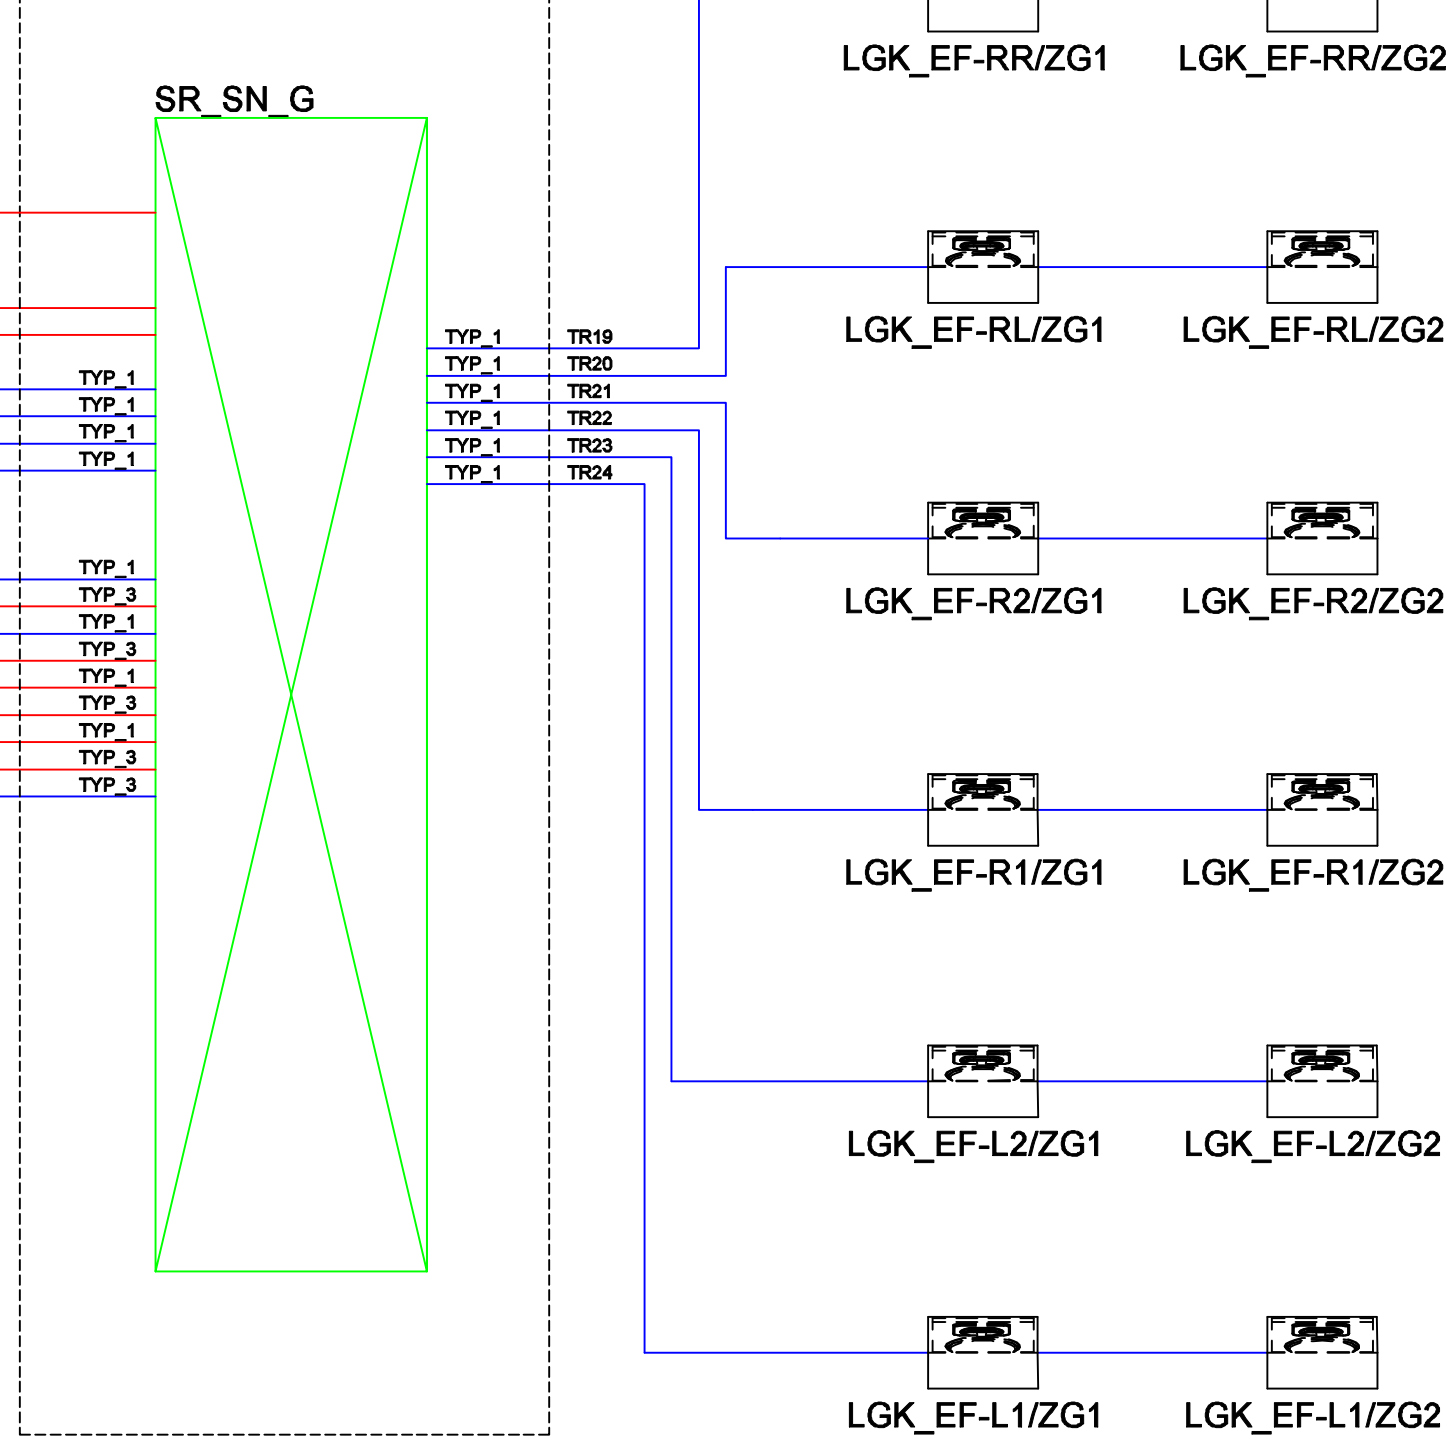 LGK_EF-RR/ZG1 LGK_EF-RR/ZG2
SR_SN_G
LGK_EF-RL/ZG1 LGK_EF-RL/ZG2
TYP_1 TR19
TYP_1 TR20
TYP_1
TYP_1 TR21
TYP_1
TYP_1 TR22
TYP_1
TYP_1 TR23
TYP_1
TYP_1 TR24
TYP_1
TYP_3
LGK_EF-R2/ZG1 LGK_EF-R2/ZG2
TYP_1
TYP_3
TYP_1
TYP_3
TYP_1
TYP_3
TYP_3
LGK_EF-R1/ZG1 LGK_EF-R1/ZG2
LGK_EF-L2/ZG1 LGK_EF-L2/ZG2
LGK_EF-L1/ZG1 LGK_EF-L1/ZG2